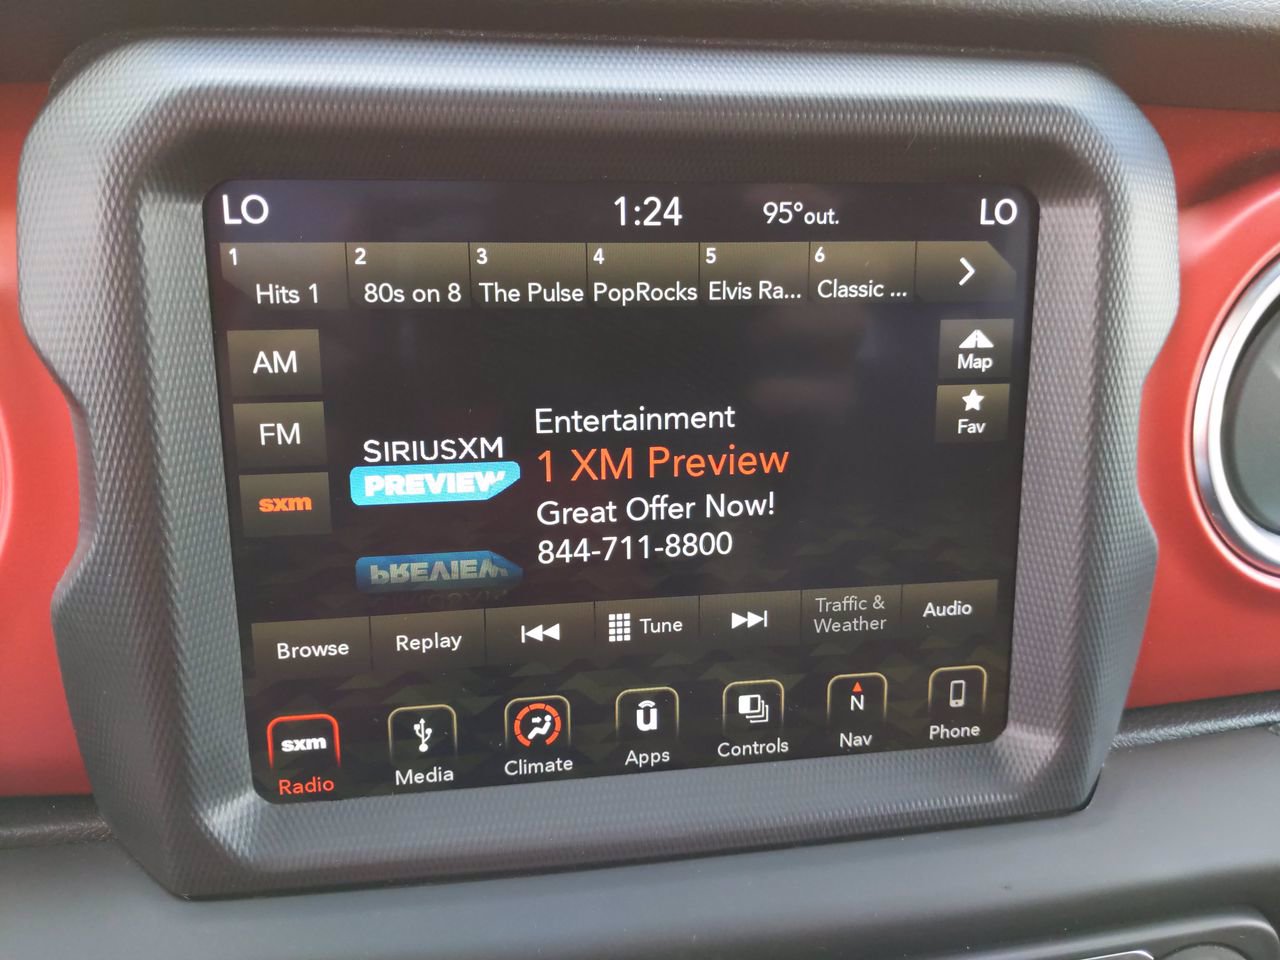 LO 1:24 95°out. LO
1 2 3 4 5 6
Hits 1 80s on 8 The Pulse PopRocks Elvis Ra... Classic ...
AM
Map
FM
Fav
sxm
SIRIUSXM
PREVIEW
Entertainment
1 XM Preview
Great Offer Now!
844-711-8800
PREVIEW
Browse Replay Tune Traffic &
Weather Audio
sxm
N
Radio Media Climate Apps Controls Nav Phone